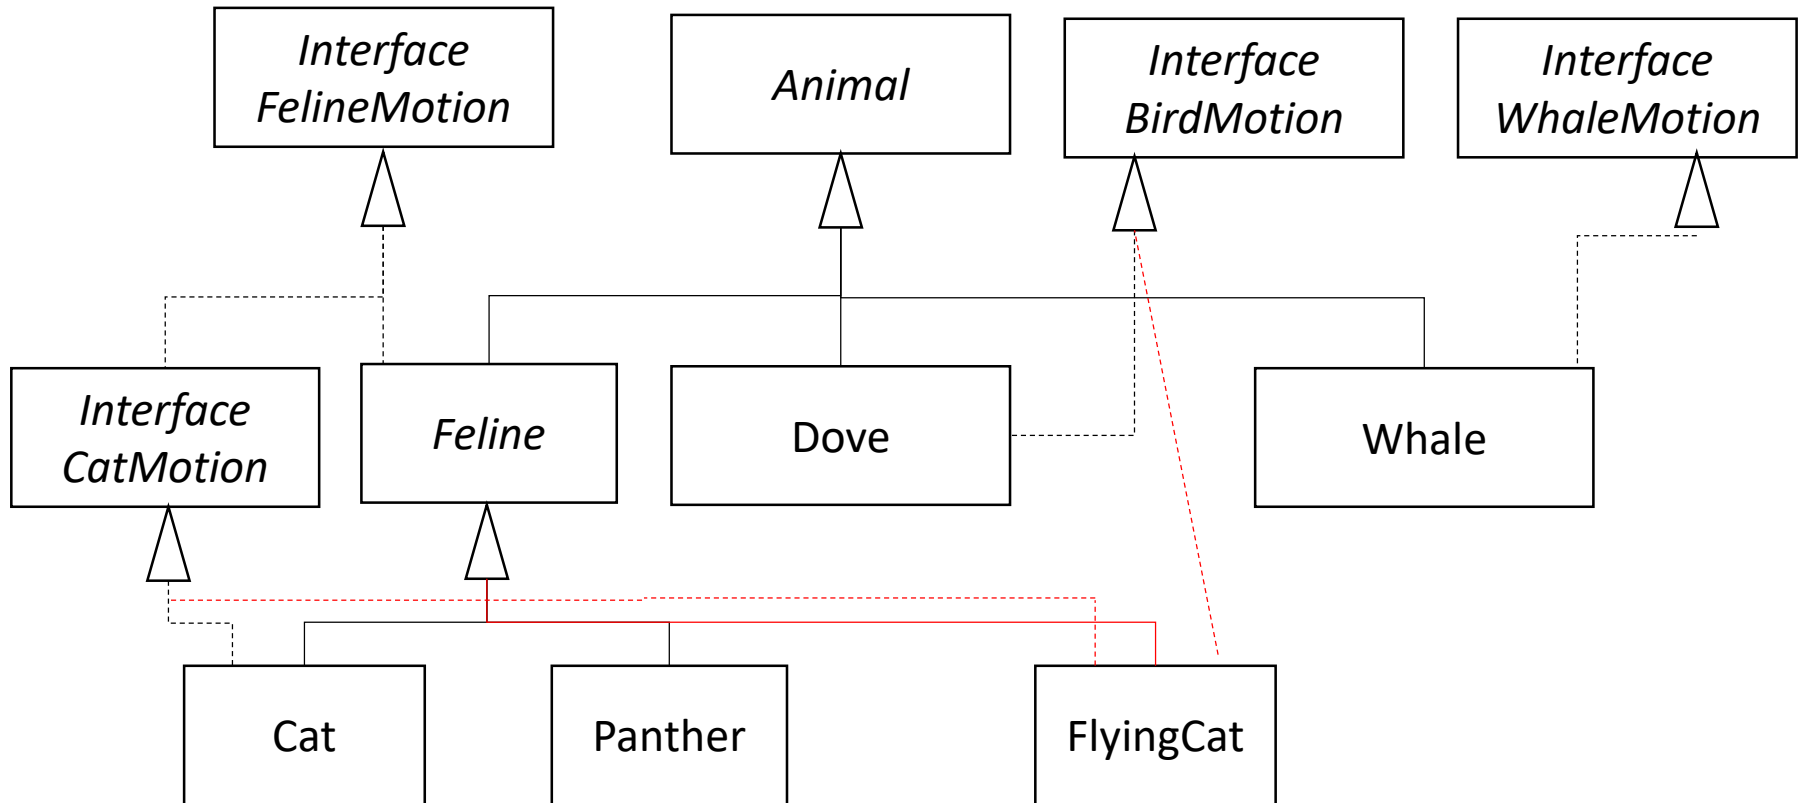 Interface
FelineMotion
Animal
Interface
BirdMotion
Interface
WhaleMotion
Interface
CatMotion
Feline
Dove
Whale
Cat
Panther
FlyingCat